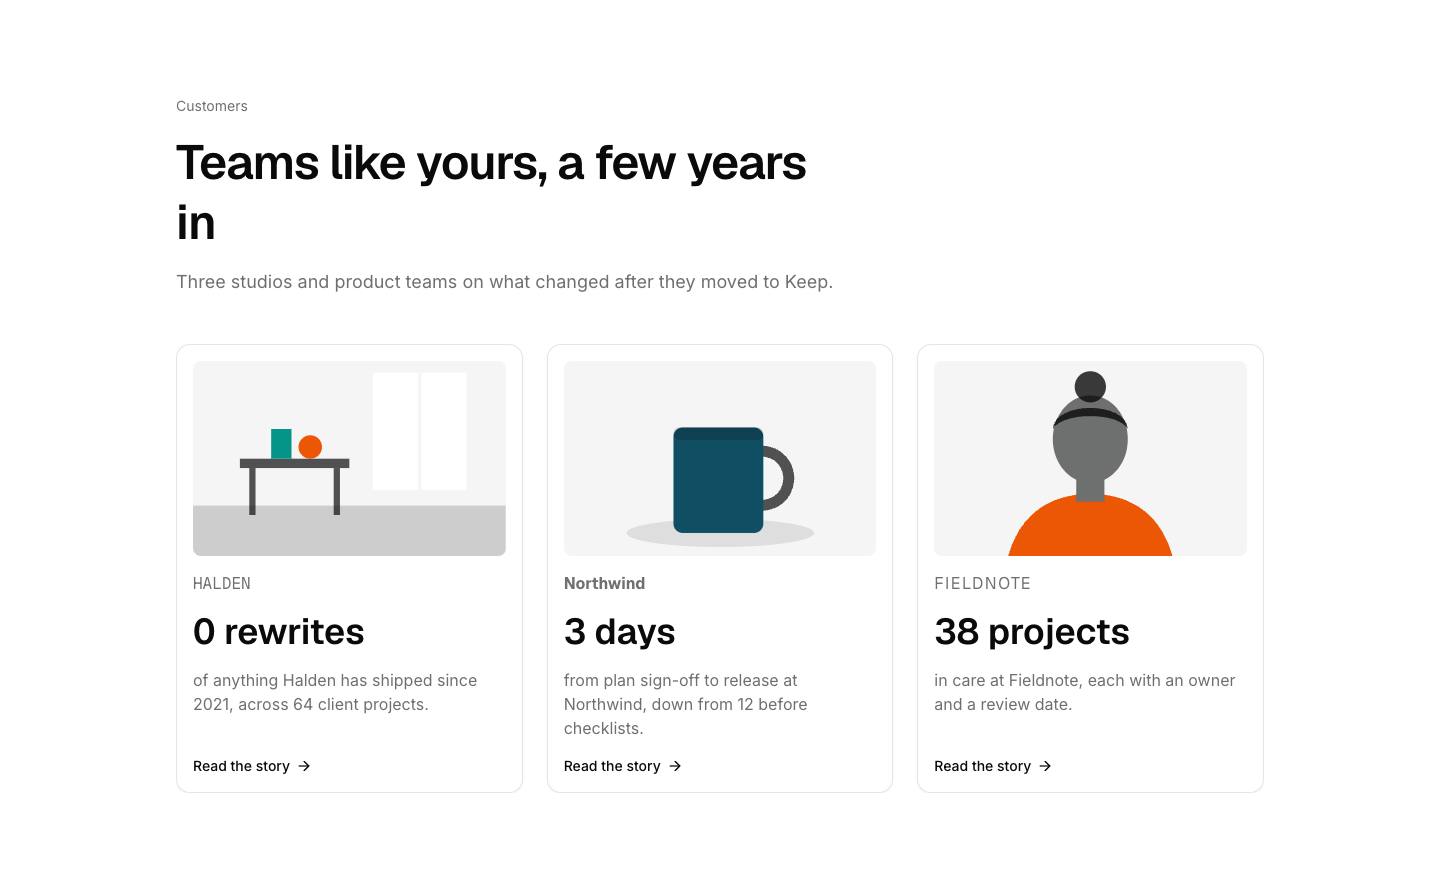 Customers
Teams like yours, a few years
in
Three studios and product teams on what changed after they moved to Keep.
HALDEN
0 rewrites
of anything Halden has shipped since
2021, across 64 client projects.
Read the story
Northwind
3 days
from plan sign-off to release at
Northwind, down from 12 before
checklists.
Read the story
FIELDNOTE
38 projects
in care at Fieldnote, each with an owner
and a review date.
Read the story